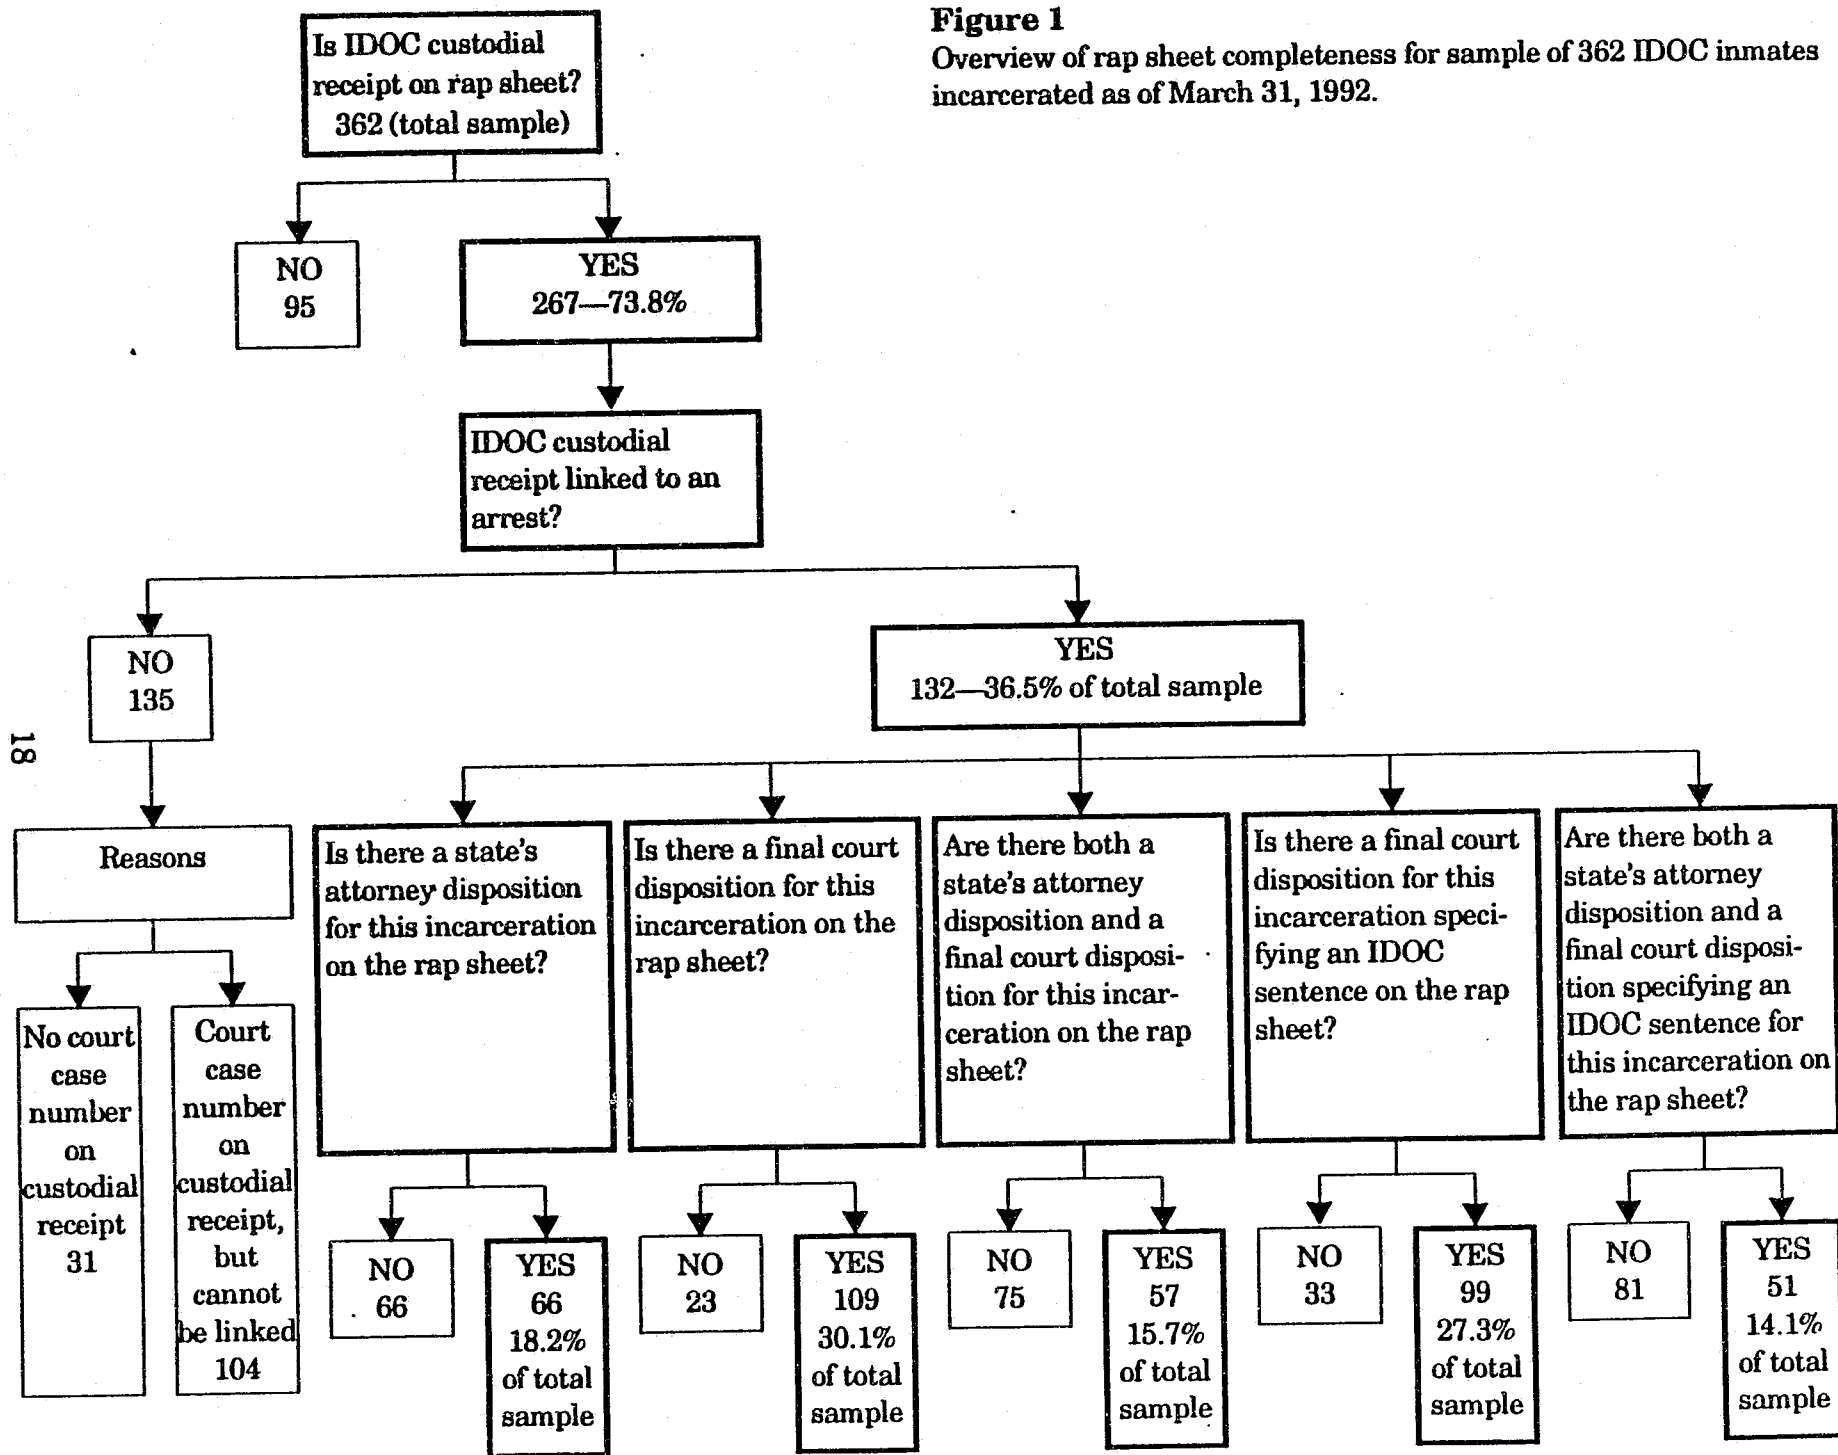 Figure 1
Overview of rap sheet completeness for sample of 362 IDOC inmates
incarcerated as of March 31, 1992.
Is IDOC custodial
receipt on rap sheet?
362 (total sample)
NO
95
YES
267—73.8%
IDOC custodial
receipt linked to an
arrest?
NO
135
YES
132—36.5% of total sample
18
Reasons
No court
case
number
on
custodial
receipt
31
Court
case
number
on
custodial
receipt,
but
cannot
be linked
104
Is there a state's
attorney disposition
for this incarceration
on the rap sheet?
NO
66
YES
66
18.2%
of total
sample
Is there a final court
disposition for this
incarceration on the
rap sheet?
NO
23
YES
109
30.1%
of total
sample
Are there both a
state's attorney
disposition and a
final court disposi-
tion for this incar-
ceration on the rap
sheet?
NO
75
YES
57
15.7%
of total
sample
Is there a final court
disposition for this
incarceration speci-
fying an IDOC
sentence on the rap
sheet?
NO
33
YES
99
27.3%
of total
sample
Are there both a
state's attorney
disposition and a
final court disposi-
tion specifying an
IDOC sentence for
this incarceration on
the rap sheet?
NO
81
YES
51
14.1%
of total
sample